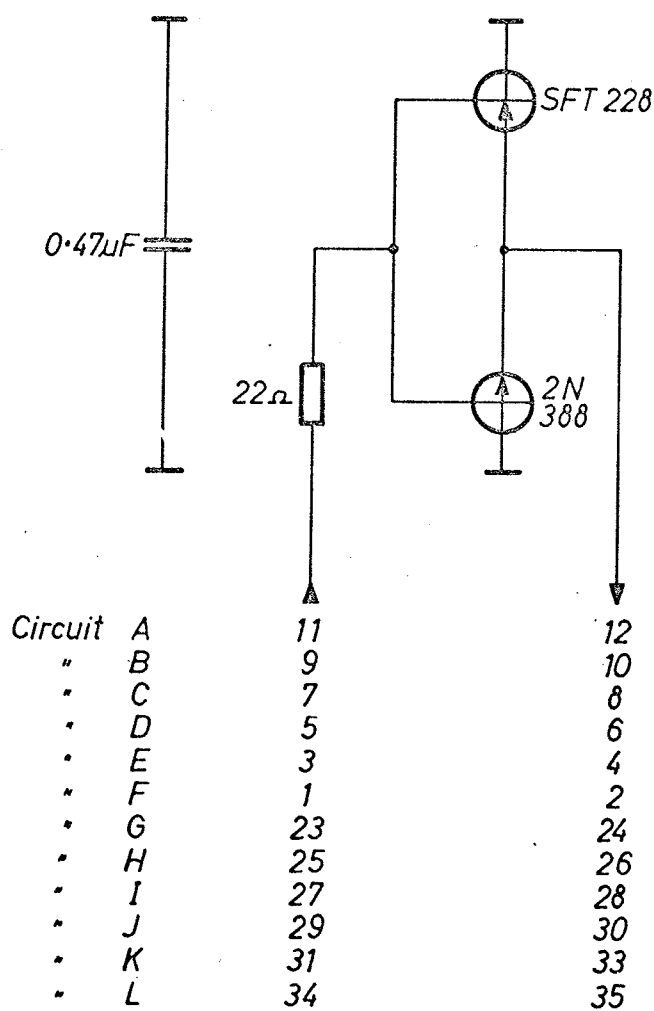 SFT 228
0·47µF
22Ω
2N
388
Circuit A 11 12
" B 9 10
" C 7 8
" D 5 6
" E 3 4
" F 1 2
" G 23 24
" H 25 26
" I 27 28
" J 29 30
" K 31 33
" L 34 35